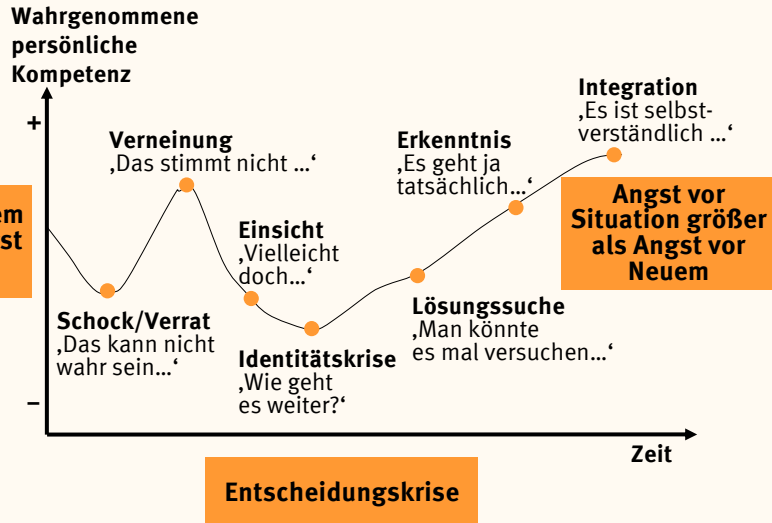 Wahrgenommene
persönliche
Kompetenz
+
Verneinung
‚Das stimmt nicht ...‘
Erkenntnis
‚Es geht ja
tatsächlich...‘
Integration
‚Es ist selbst-
verständlich ...‘
Einsicht
‚Vielleicht
doch...‘
Angst vor
Situation größer
als Angst vor
Neuem
Schock/Verrat
‚Das kann nicht
wahr sein...‘
Identitätskrise
‚Wie geht
es weiter?‘
Lösungssuche
‚Man könnte
es mal versuchen...‘
–
Zeit
Entscheidungskrise